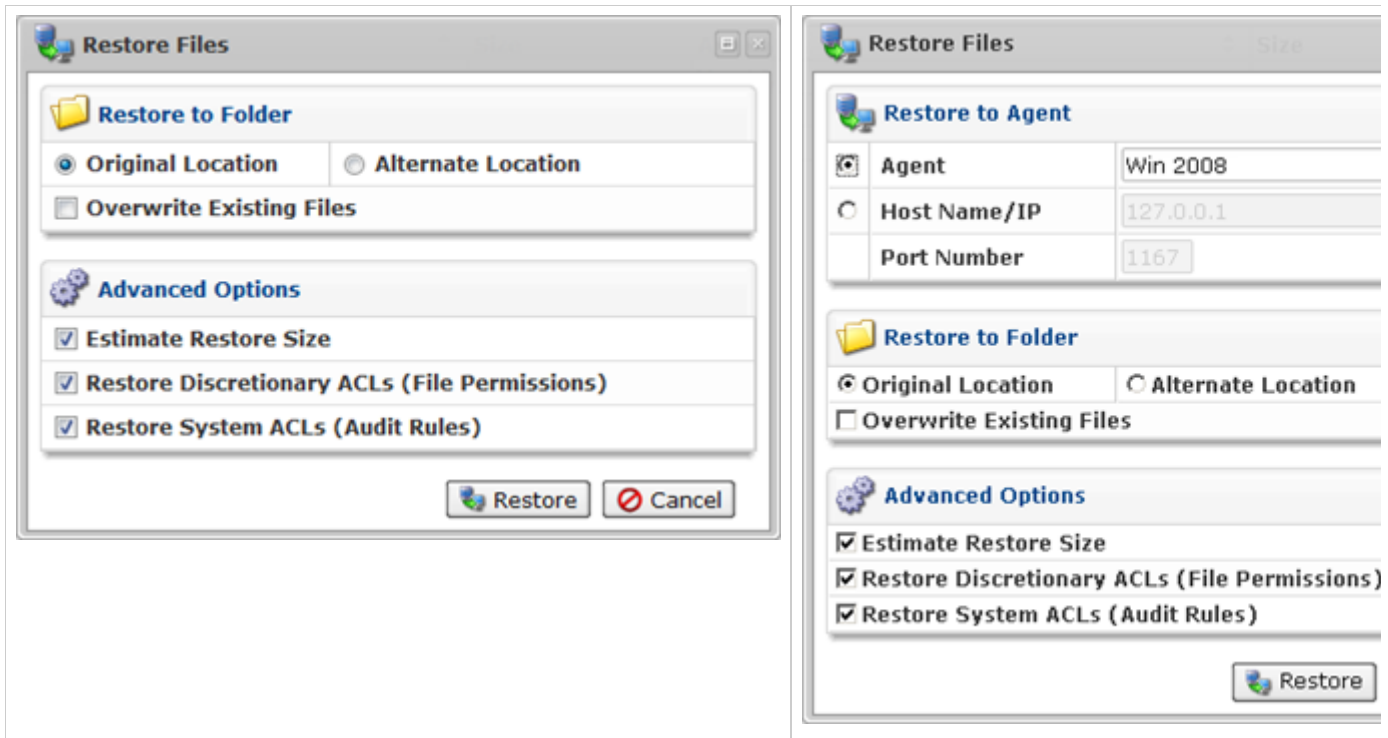 Restore Files
Restore to Folder
Original Location Alternate Location
Overwrite Existing Files
Advanced Options
Estimate Restore Size
Restore Discretionary ACLs (File Permissions)
Restore System ACLs (Audit Rules)
Restore Cancel
Restore Files Size
Restore to Agent
Agent Win 2008
Host Name/IP 127.0.0.1
Port Number 1167
Restore to Folder
Original Location Alternate Location
Overwrite Existing Files
Advanced Options
Estimate Restore Size
Restore Discretionary ACLs (File Permissions)
Restore System ACLs (Audit Rules)
Restore